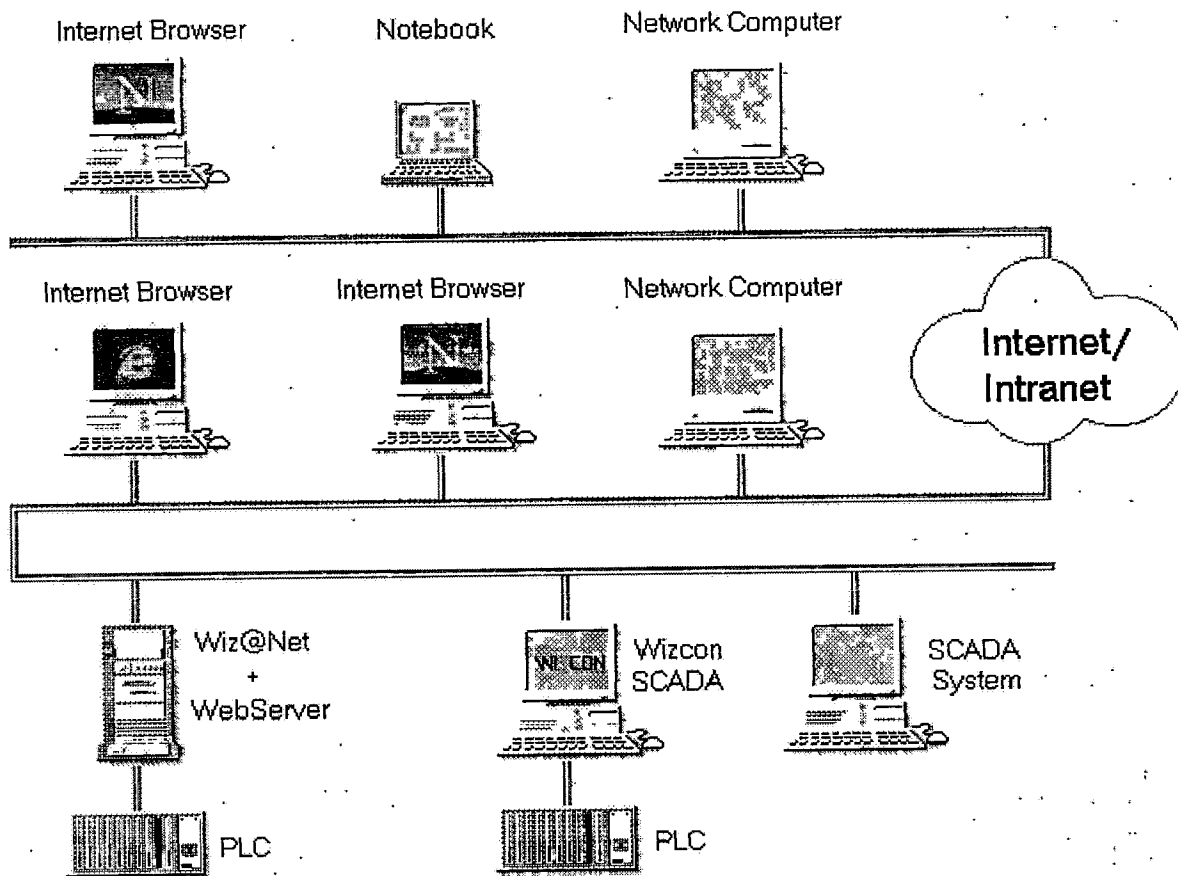 Internet Browser
Notebook
Network Computer
N
Internet Browser
Internet Browser
Network Computer
e
N
Internet/
Intranet
Wiz@Net
+
WebServer
WIZCON
Wizcon
SCADA
SCADA
System
PLC
PLC